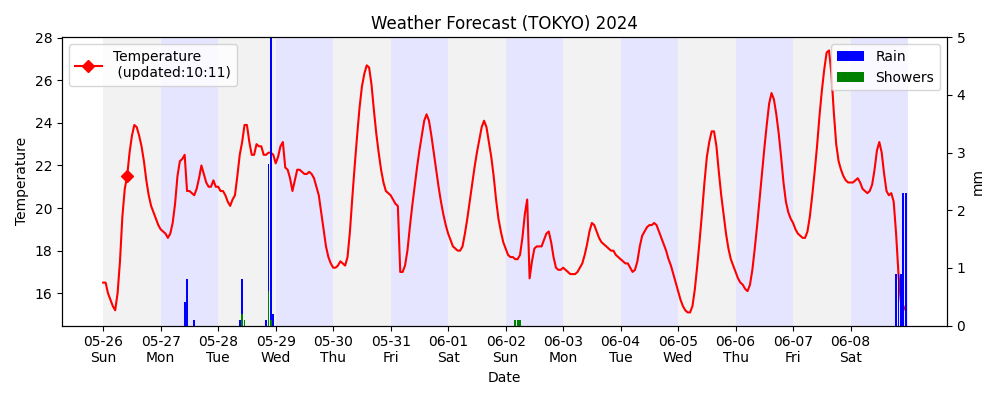 Weather Forecast (TOKYO) 2024
Temperature
(updated:10:11)
Rain
Showers
28
26
24
22
20
18
16
Temperature
5
4
3
2
1
0
mm
05-26 05-27 05-28 05-29 05-30 05-31 06-01 06-02 06-03 06-04 06-05 06-06 06-07 06-08
Sun Mon Tue Wed Thu Fri Sat Sun Mon Tue Wed Thu Fri Sat
Date